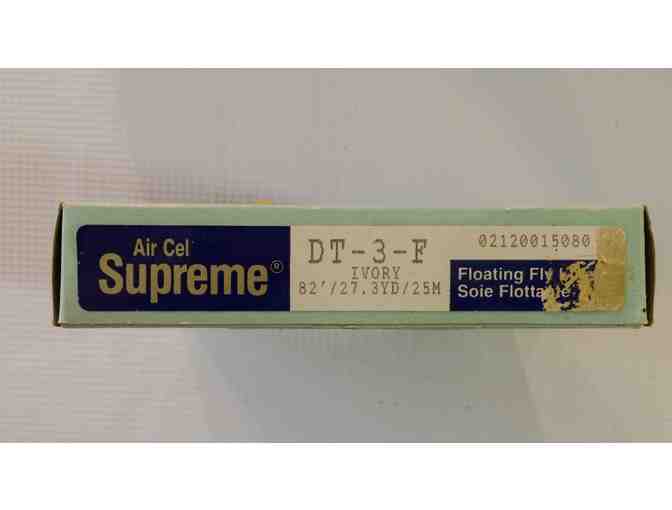 Air Cel
Supreme®
DT-3-F
IVORY
82'/27.3YD/25M
02120015080
Floating Fly
Soie Flottante